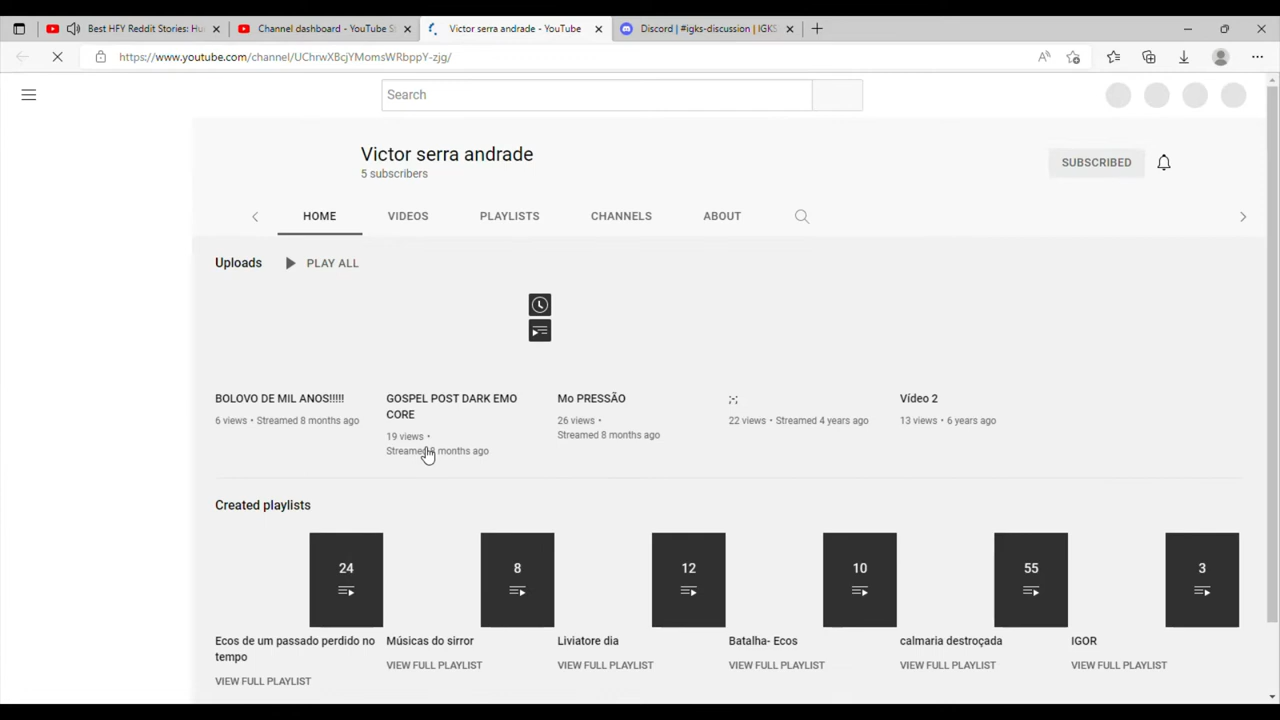 Best HFY Reddit Stories: Hu
Channel dashboard - YouTube S
Victor serra andrade - YouTube
Discord | #igks-discussion | IGKS
https://www.youtube.com/channel/UChrwXBcjYMomsWRbppY-zjg/
Search
Victor serra andrade
5 subscribers
SUBSCRIBED
HOME VIDEOS PLAYLISTS CHANNELS ABOUT
Uploads PLAY ALL
BOLOVO DE MIL ANOS!!!!!
6 views • Streamed 8 months ago
GOSPEL POST DARK EMO
CORE
19 views •
Streamed 8 months ago
Mo PRESSÃO
26 views •
Streamed 8 months ago
;-;
22 views • Streamed 4 years ago
Vídeo 2
13 views • 6 years ago
Created playlists
24
Ecos de um passado perdido no
tempo
VIEW FULL PLAYLIST
8
Músicas do sirror
VIEW FULL PLAYLIST
12
Liviatore dia
VIEW FULL PLAYLIST
10
Batalha- Ecos
VIEW FULL PLAYLIST
55
calmaria destroçada
VIEW FULL PLAYLIST
3
IGOR
VIEW FULL PLAYLIST